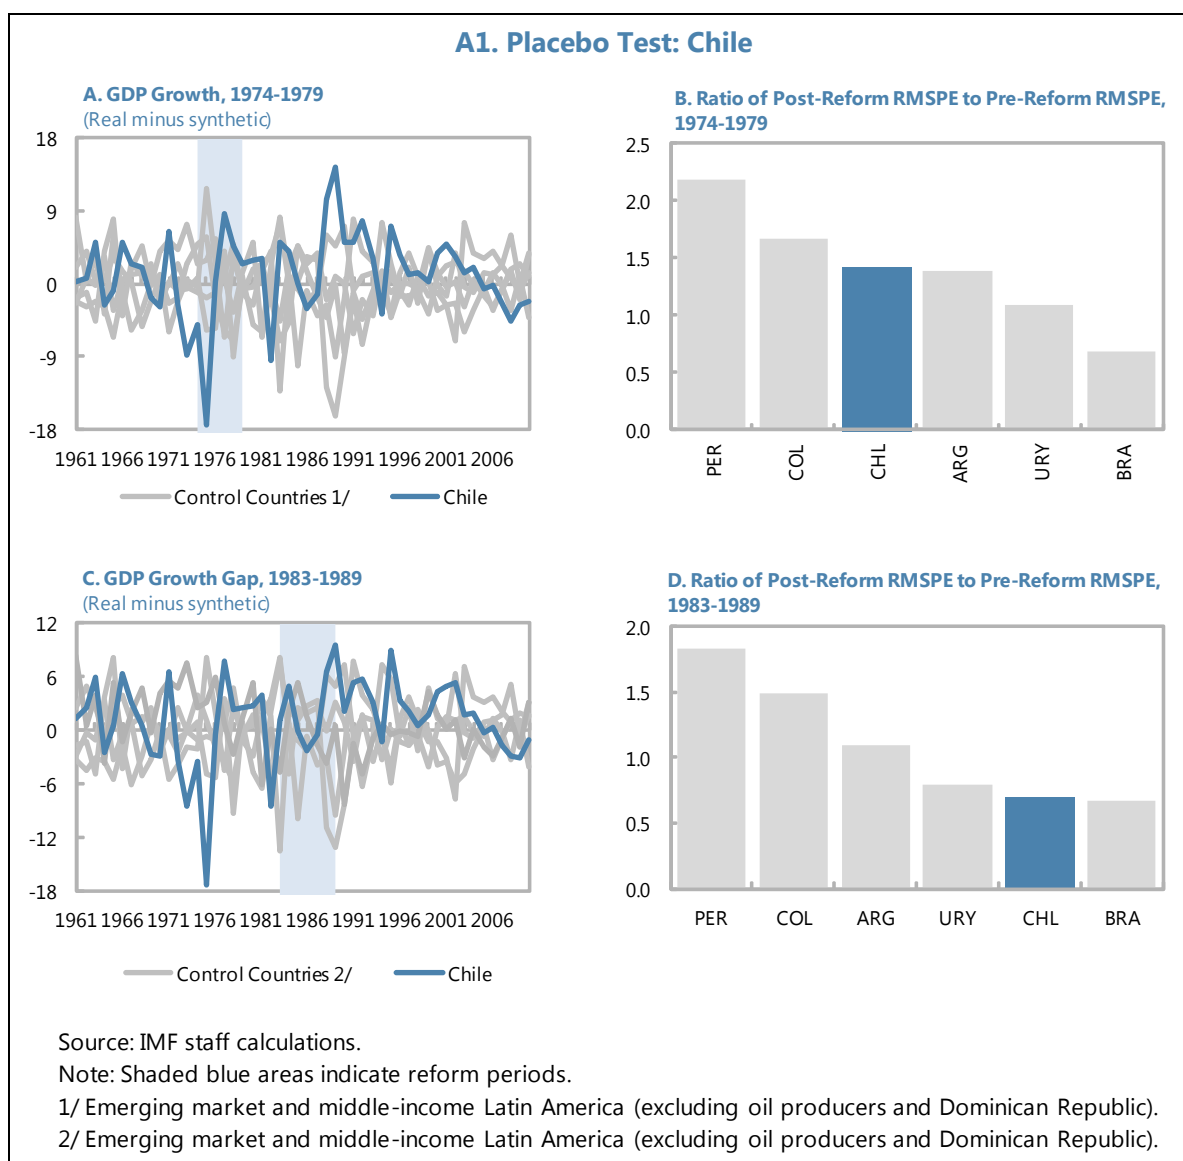 A1. Placebo Test: Chile
A. GDP Growth, 1974-1979
(Real minus synthetic)
18
9
0
-9
-18
1961 1966 1971 1976 1981 1986 1991 1996 2001 2006
Control Countries 1/
Chile
B. Ratio of Post-Reform RMSPE to Pre-Reform RMSPE,
1974-1979
2.5
2.0
1.5
1.0
0.5
0.0
PER
COL
CHL
ARG
URY
BRA
C. GDP Growth Gap, 1983-1989
(Real minus synthetic)
12
6
0
-6
-12
-18
1961 1966 1971 1976 1981 1986 1991 1996 2001 2006
Control Countries 2/
Chile
D. Ratio of Post-Reform RMSPE to Pre-Reform RMSPE,
1983-1989
2.0
1.5
1.0
0.5
0.0
PER COL ARG URY CHL BRA
Source: IMF staff calculations.
Note: Shaded blue areas indicate reform periods.
1/ Emerging market and middle-income Latin America (excluding oil producers and Dominican Republic).
2/ Emerging market and middle-income Latin America (excluding oil producers and Dominican Republic).